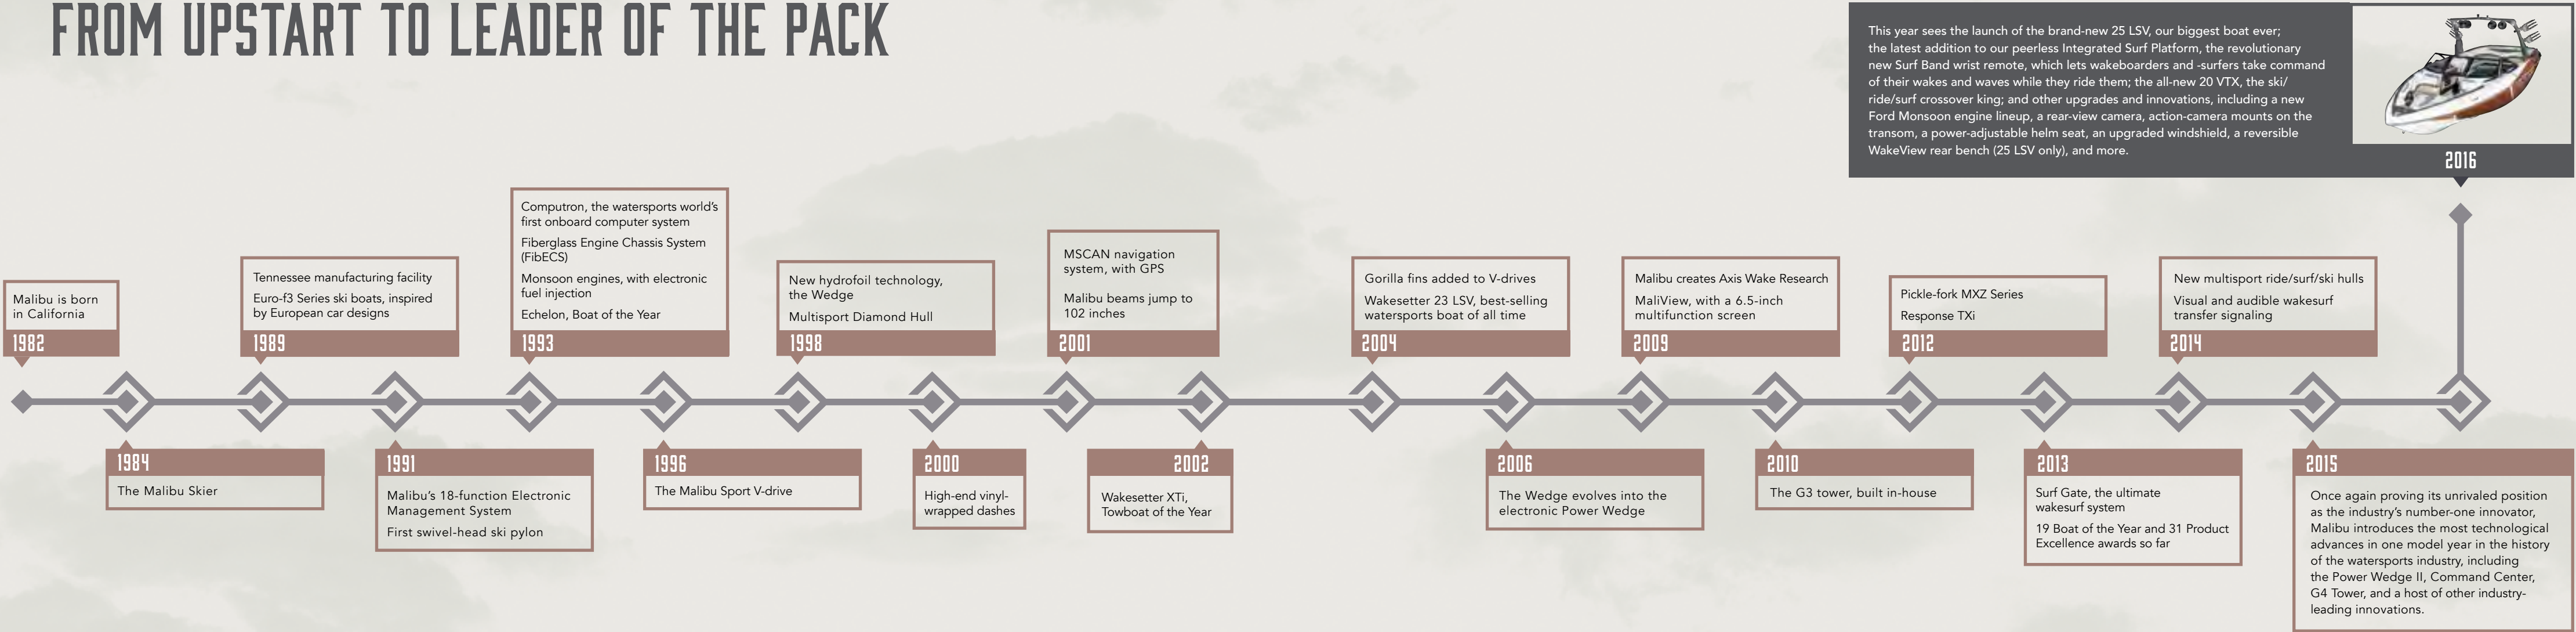 FROM UPSTART TO LEADER OF THE PACK
This year sees the launch of the brand-new 25 LSV, our biggest boat ever;
the latest addition to our peerless Integrated Surf Platform, the revolutionary
new Surf Band wrist remote, which lets wakeboarders and -surfers take command
of their wakes and waves while they ride them; the all-new 20 VTX, the ski/
ride/surf crossover king; and other upgrades and innovations, including a new
Ford Monsoon engine lineup, a rear-view camera, action-camera mounts on the
transom, a power-adjustable helm seat, an upgraded windshield, a reversible
WakeView rear bench (25 LSV only), and more.
2016
Malibu is born
in California
1982
The Malibu Skier
1984
Tennessee manufacturing facility
Euro-f3 Series ski boats, inspired
by European car designs
1989
1991
Malibu's 18-function Electronic
Management System
First swivel-head ski pylon
Computron, the watersports world's
first onboard computer system
Fiberglass Engine Chassis System
(FibECS)
Monsoon engines, with electronic
fuel injection
Echelon, Boat of the Year
1993
1996
The Malibu Sport V-drive
New hydrofoil technology,
the Wedge
Multisport Diamond Hull
1998
2000
High-end vinyl-
wrapped dashes
MSCAN navigation
system, with GPS
Malibu beams jump to
102 inches
2001
2002
Wakesetter XTi,
Towboat of the Year
Gorilla fins added to V-drives
Wakesetter 23 LSV, best-selling
watersports boat of all time
2004
2006
The Wedge evolves into the
electronic Power Wedge
Malibu creates Axis Wake Research
MaliView, with a 6.5-inch
multifunction screen
2009
2010
The G3 tower, built in-house
Pickle-fork MXZ Series
Response TXi
2012
2013
Surf Gate, the ultimate
wakesurf system
19 Boat of the Year and 31 Product
Excellence awards so far
New multisport ride/surf/ski hulls
Visual and audible wakesurf
transfer signaling
2014
2015
Once again proving its unrivaled position
as the industry's number-one innovator,
Malibu introduces the most technological
advances in one model year in the history
of the watersports industry, including
the Power Wedge II, Command Center,
G4 Tower, and a host of other industry-
leading innovations.